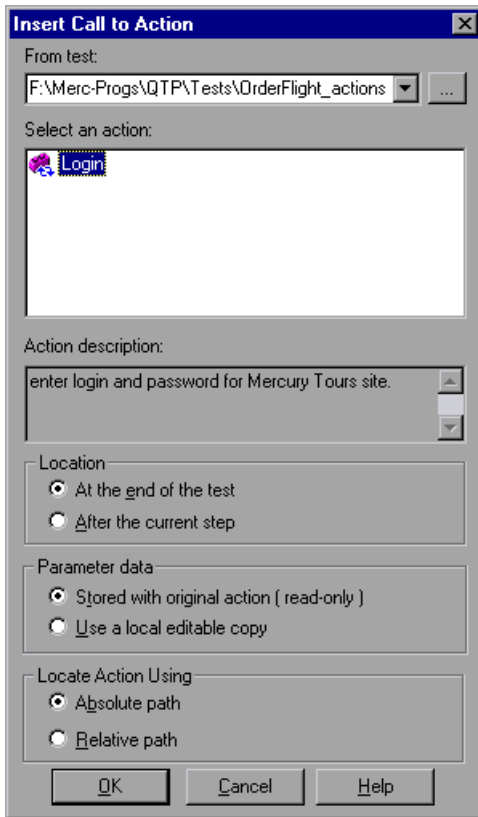 Insert Call to Action
From test:
F:\Merc-Progs\QTP\Tests\OrderFlight_actions
...
Select an action:
Login
Action description:
enter login and password for Mercury Tours site.
Location
At the end of the test
After the current step
Parameter data
Stored with original action ( read-only )
Use a local editable copy
Locate Action Using
Absolute path
Relative path
OK Cancel Help